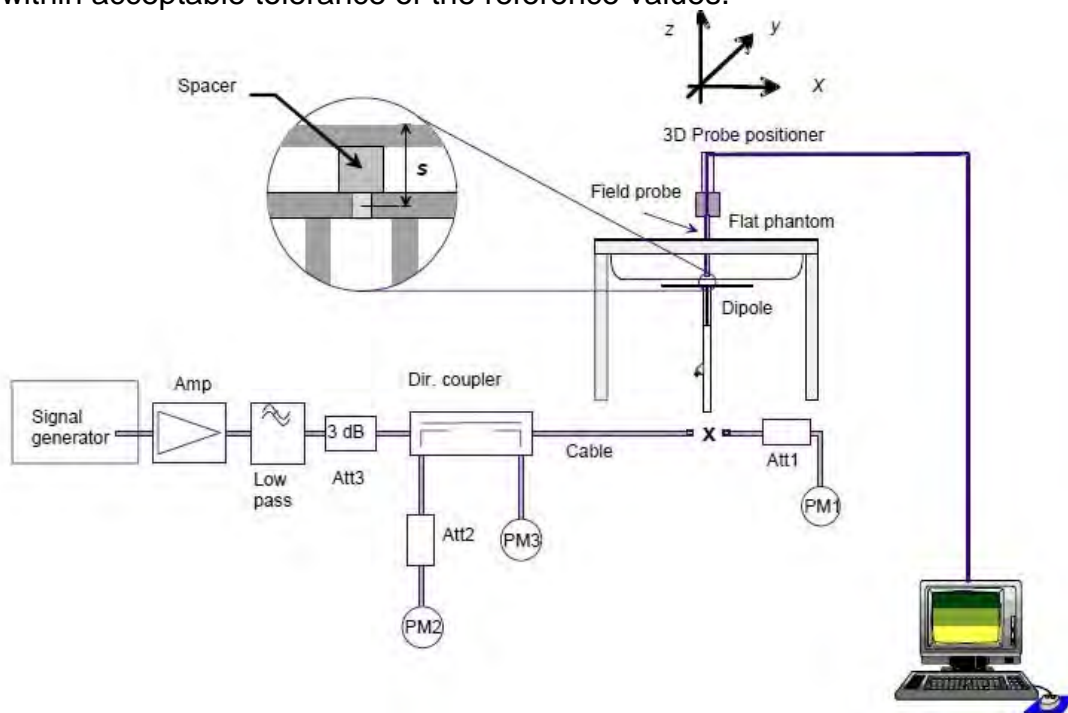 within acceptable tolerance of the reference values.
z
y
x
Spacer
s
3D Probe positioner
Field probe
Flat phantom
Dipole
Signal
generator
Amp
Low
pass
3 dB
Att3
Dir. coupler
Cable
x
Att1
PM1
Att2
PM3
PM2